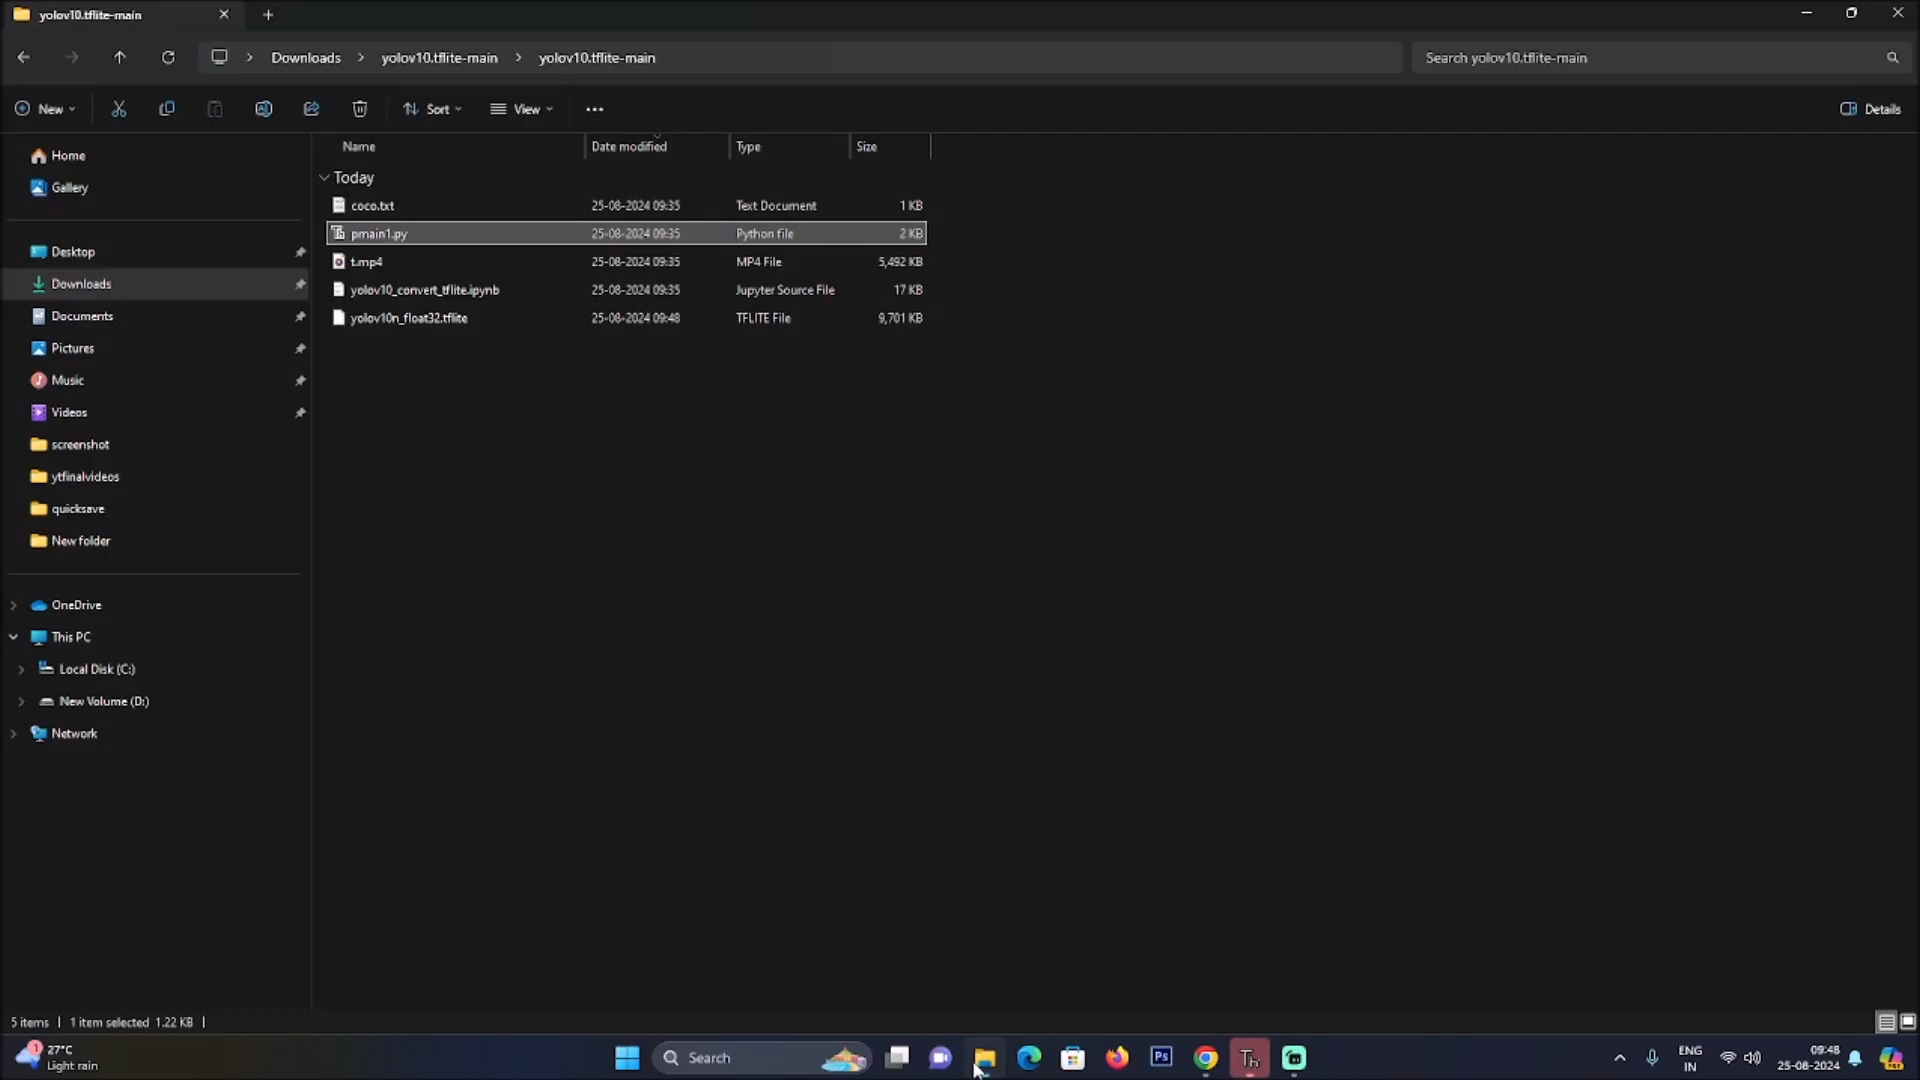 yolov10.tflite-main
Downloads > yolov10.tflite-main > yolov10.tflite-main
Search yolov10.tflite-main
New
Sort
View
Details
Name Date modified Type Size
Today
coco.txt 25-08-2024 09:35 Text Document 1 KB
pmain1.py 25-08-2024 09:35 Python file 2 KB
t.mp4 25-08-2024 09:35 MP4 File 5,492 KB
yolov10_convert_tflite.ipynb 25-08-2024 09:35 Jupyter Source File 17 KB
yolov10n_float32.tflite 25-08-2024 09:48 TFLITE File 9,701 KB
Home
Gallery
Desktop
Downloads
Documents
Pictures
Music
Videos
screenshot
ytfinalvideos
quicksave
New folder
OneDrive
This PC
Local Disk (C:)
New Volume (D:)
Network
5 items | 1 item selected 1.22 KB |
1
27°C
Light rain
Search
Ps
Th
ENG
IN
09:48
25-08-2024